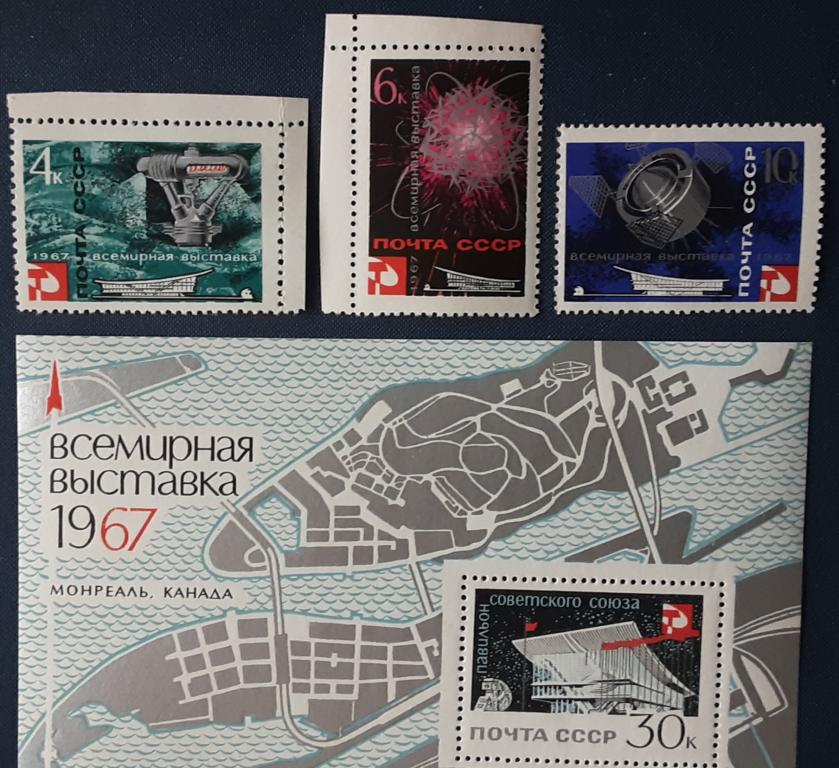 4к
ПОЧТА СССР
1967 всемирная выставка
6к
всемирная выставка
ПОЧТА СССР
1967
10к
всемирная выставка 1967
ПОЧТА СССР
всемирная
выставка
1967
МОНРЕАЛЬ, КАНАДА
павильон
советского союза
ПОЧТА СССР 30к